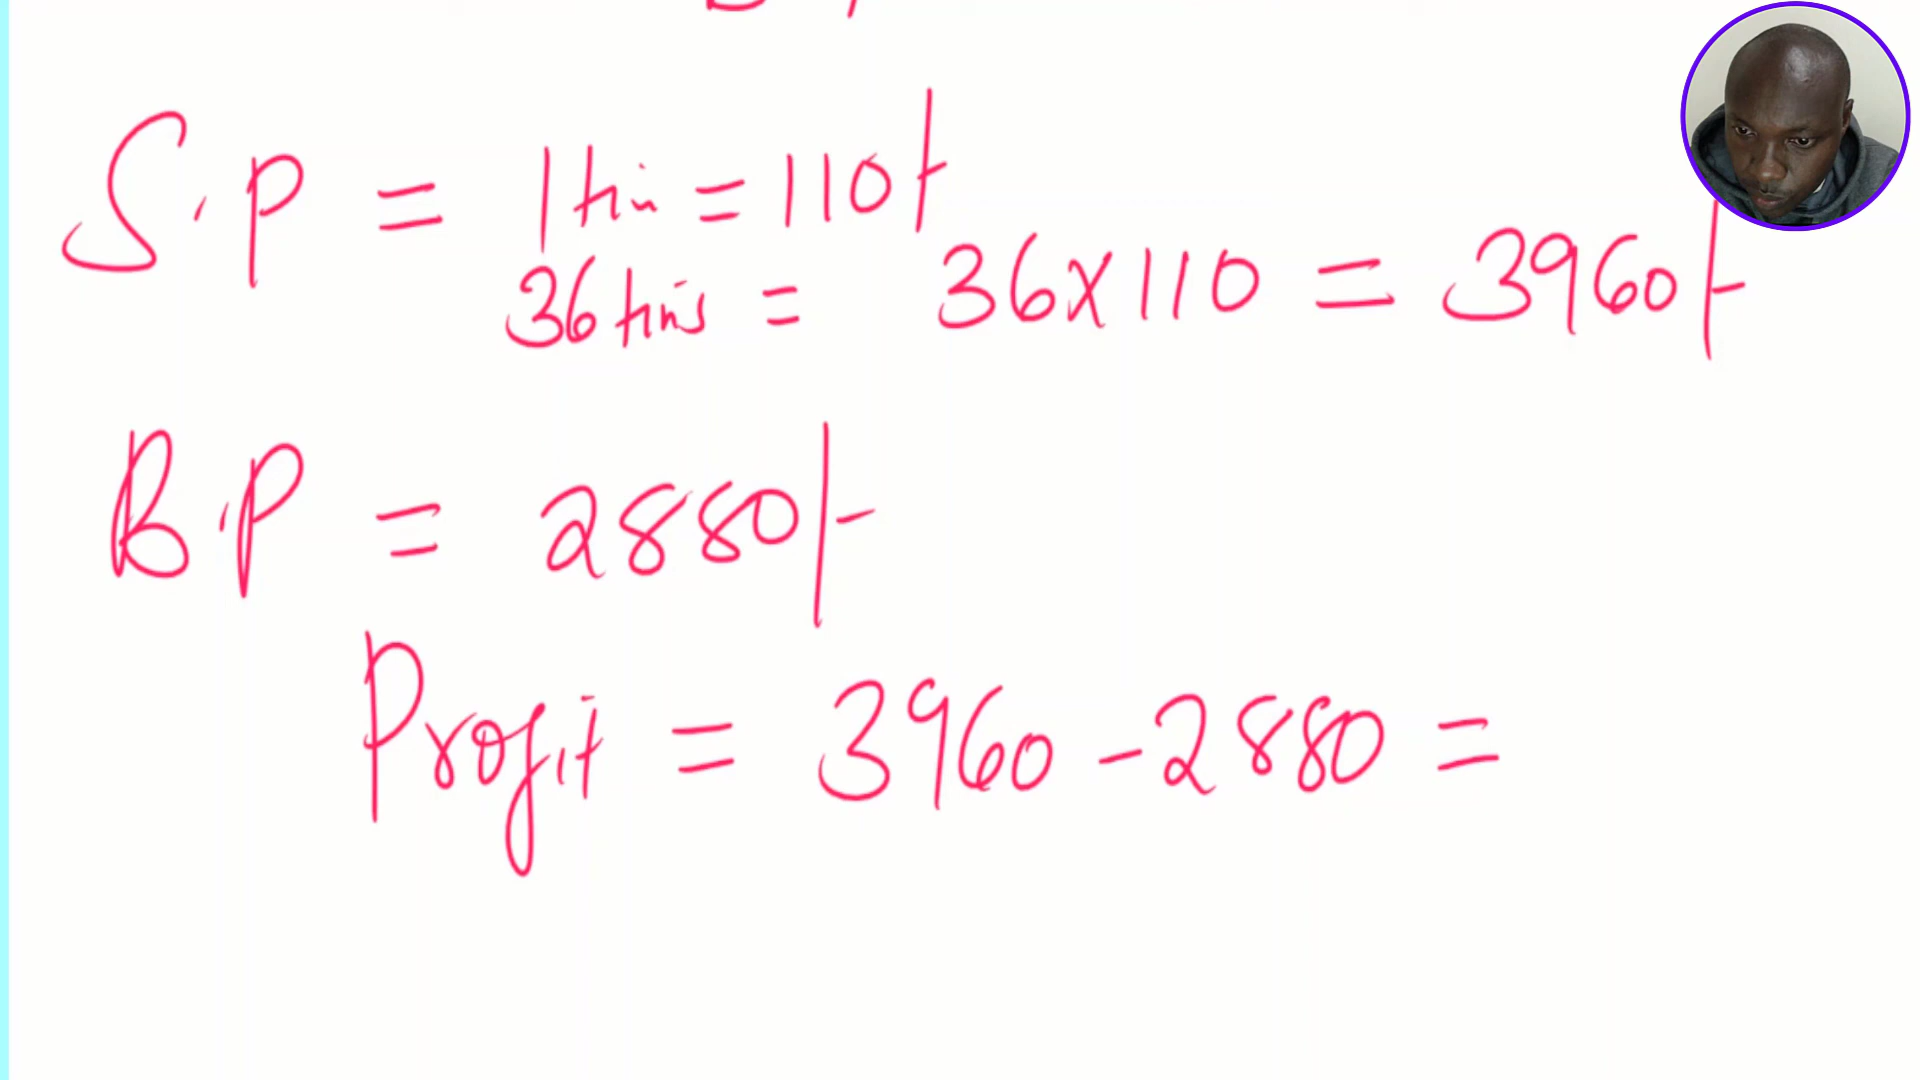 S.P = 1 tin = 110/-
36 tins = 36x110 = 3960/-
B.P = 2880/-
Profit = 3960 - 2880 =